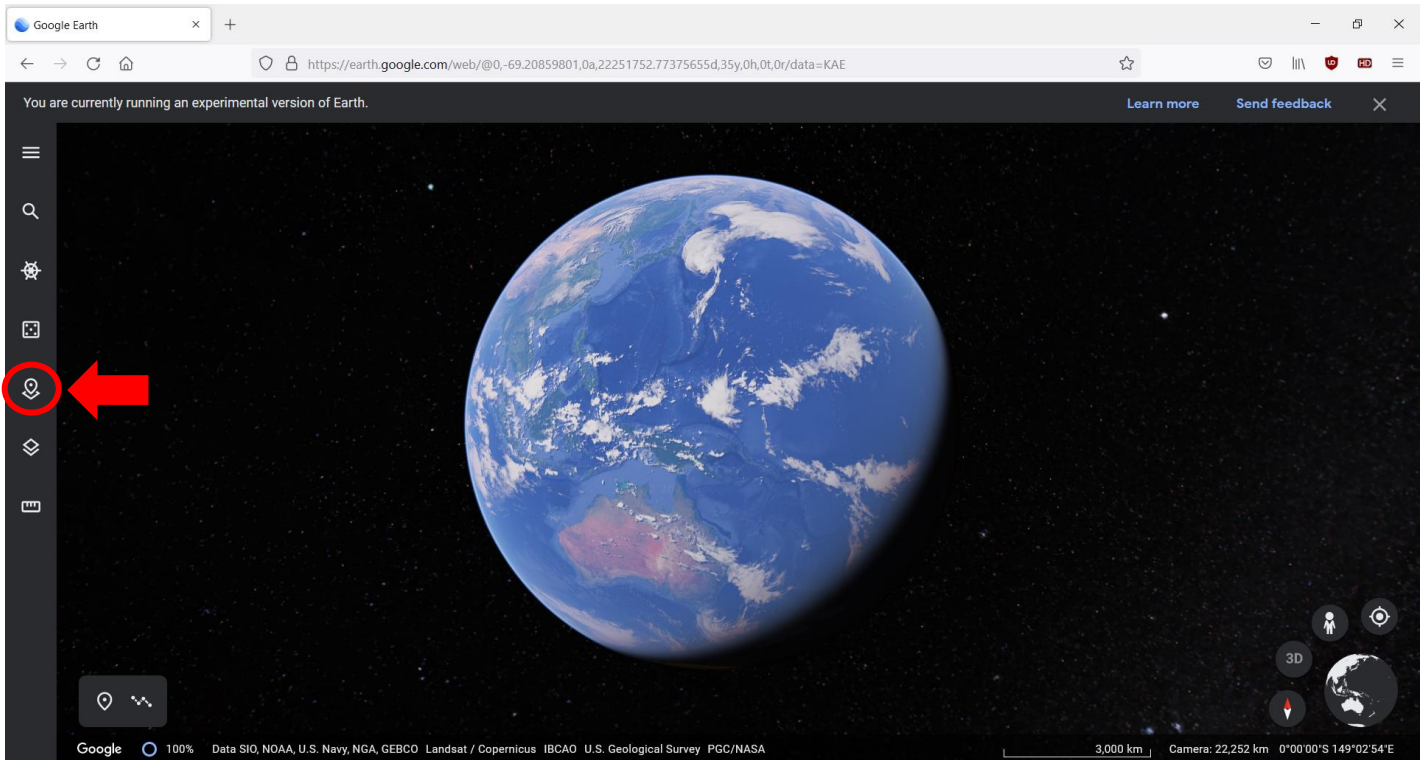 Google Earth
https://earth.google.com/web/@0,-69.20859801,0a,22251752.77375655d,35y,0h,0t,0r/data=KAE
You are currently running an experimental version of Earth.
Learn more
Send feedback
3D
Google
100%
Data SIO, NOAA, U.S. Navy, NGA, GEBCO
Landsat / Copernicus
IBCAO
U.S. Geological Survey
PGC/NASA
3,000 km
Camera: 22,252 km
0°00'00"S 149°02'54"E